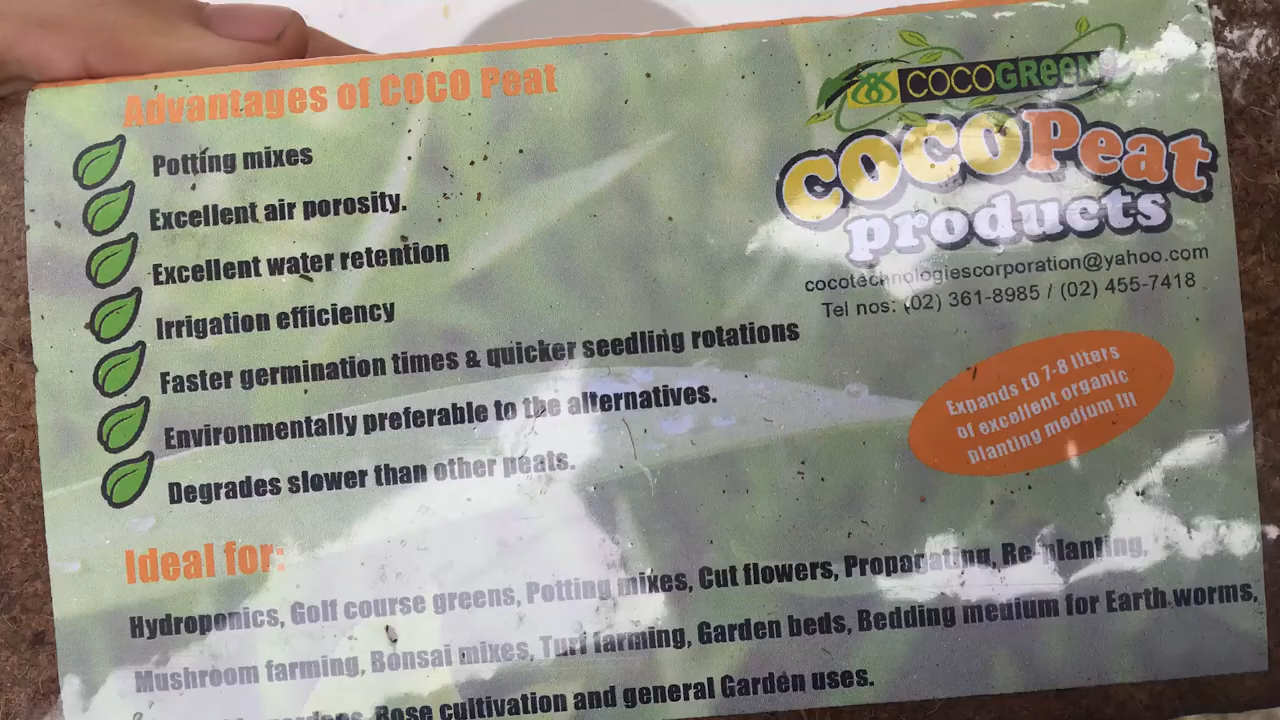 Advantages of COCO Peat
Potting mixes
Excellent air porosity.
Excellent water retention
Irrigation efficiency
Faster germination times & quicker seedling rotations
Environmentally preferable to the alternatives.
Degrades slower than other peats.
COCOGREEN
COCOPeat
products
cocotechnologiescorporation@yahoo.com
Tel nos: (02) 361-8985 / (02) 455-7418
Expands to 7-8 liters
of excellent organic
planting medium !!!
Ideal for:
Hydroponics, Golf course greens, Potting mixes, Cut flowers, Propagating, Re-planting,
Mushroom farming, Bonsai mixes, Turf farming, Garden beds, Bedding medium for Earth worms,
Rose cultivation and general Garden uses.